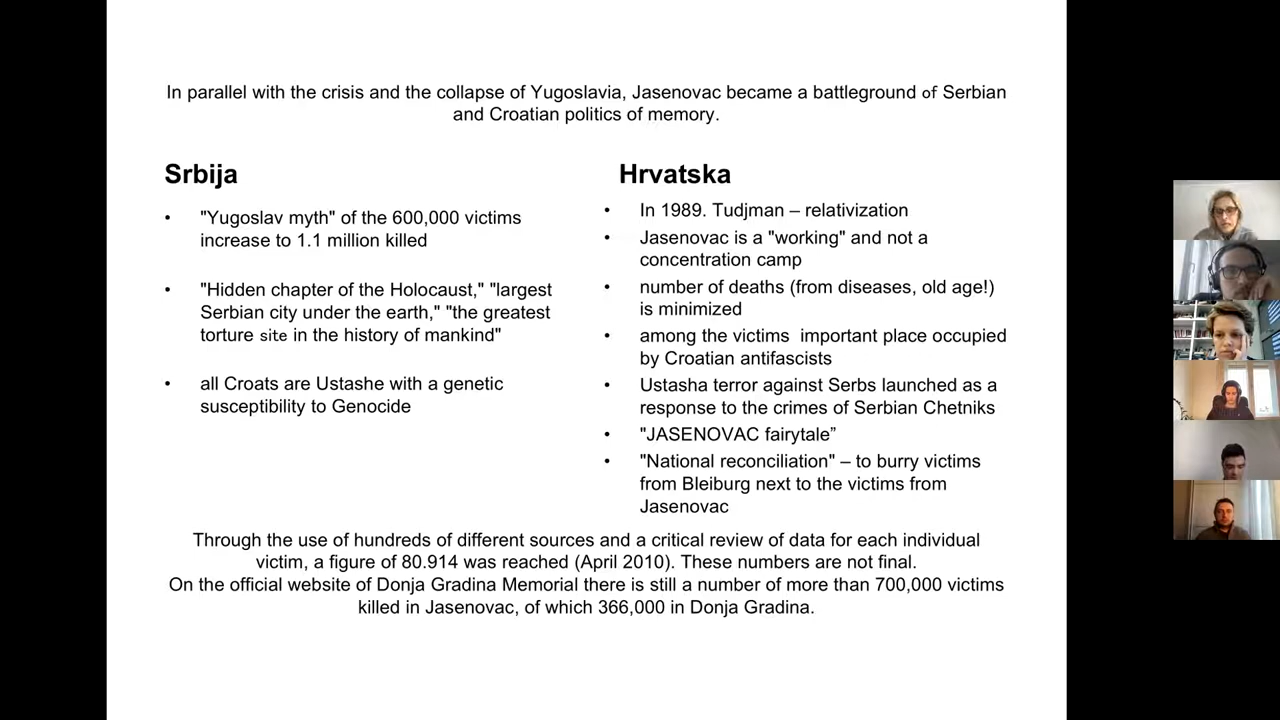 In parallel with the crisis and the collapse of Yugoslavia, Jasenovac became a battleground of Serbian
and Croatian politics of memory.
Srbija
• "Yugoslav myth" of the 600,000 victims
increase to 1.1 million killed
• "Hidden chapter of the Holocaust," "largest
Serbian city under the earth," "the greatest
torture site in the history of mankind"
• all Croats are Ustashe with a genetic
susceptibility to Genocide
Hrvatska
• In 1989. Tudjman – relativization
• Jasenovac is a "working" and not a
concentration camp
• number of deaths (from diseases, old age!)
is minimized
• among the victims  important place occupied
by Croatian antifascists
• Ustasha terror against Serbs launched as a
response to the crimes of Serbian Chetniks
• "JASENOVAC fairytale”
• "National reconciliation" – to burry victims
from Bleiburg next to the victims from
Jasenovac
Through the use of hundreds of different sources and a critical review of data for each individual
victim, a figure of 80.914 was reached (April 2010). These numbers are not final.
On the official website of Donja Gradina Memorial there is still a number of more than 700,000 victims
killed in Jasenovac, of which 366,000 in Donja Gradina.